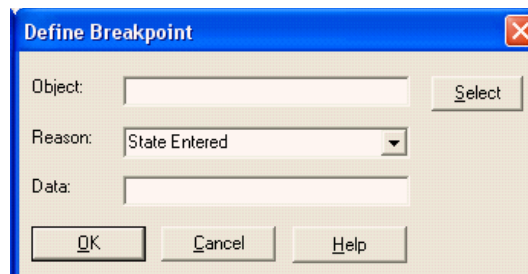 Define Breakpoint
Object:
Select
Reason: State Entered
Data:
OK Cancel Help